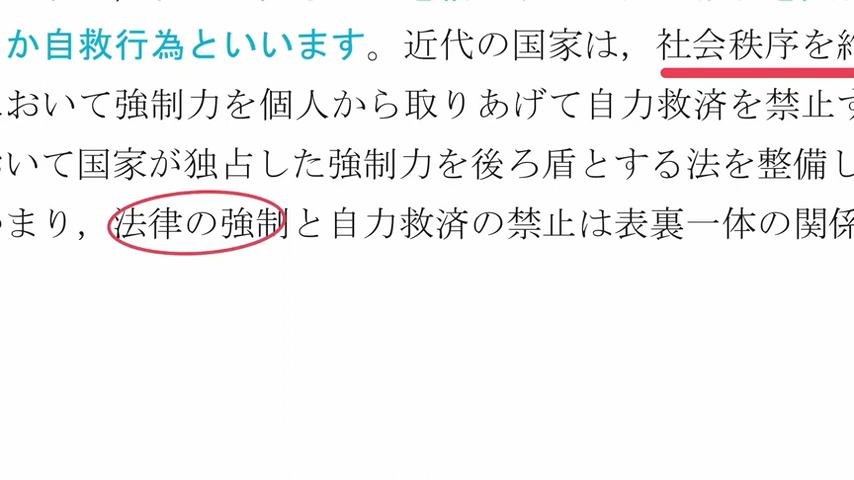 か自救行為といいます。近代の国家は，社会秩序を
おいて強制力を個人から取りあげて自力救済を禁止
いて国家が独占した強制力を後ろ盾とする法を整備し
まり，法律の強制と自力救済の禁止は表裏一体の関係